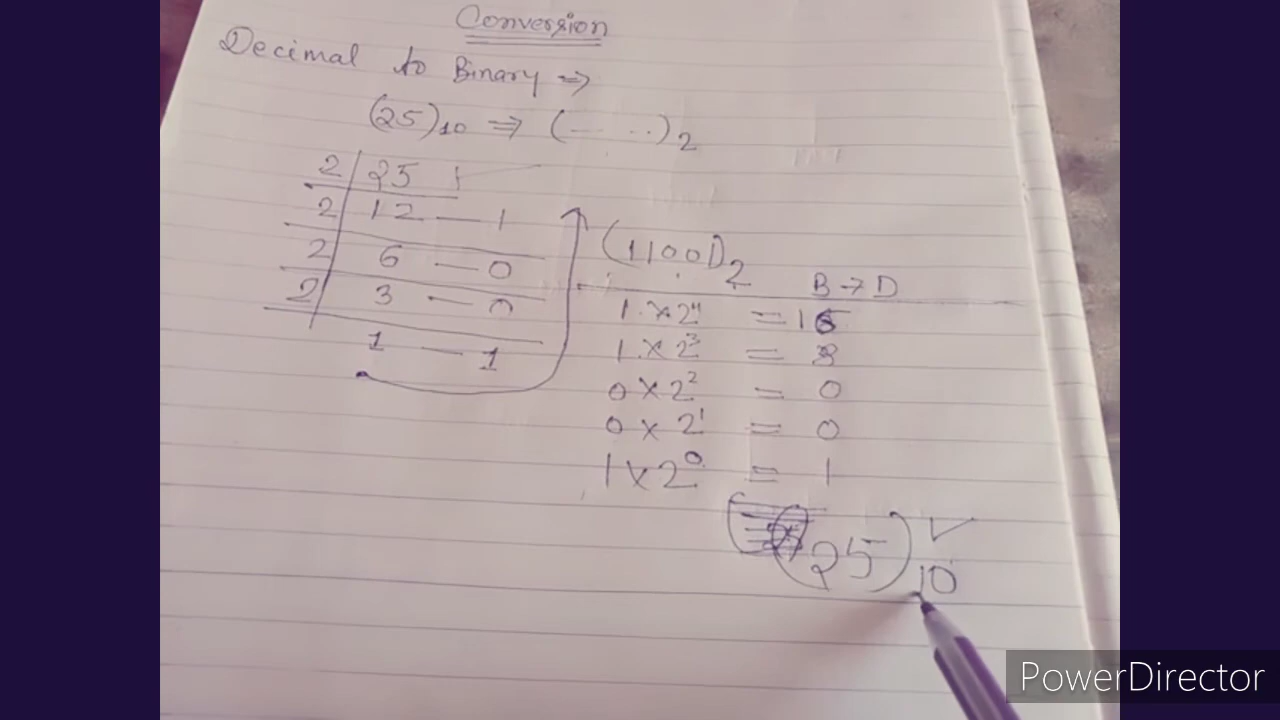 Conversion
Decimal to Binary ⇒
(25)10 ⇒ (.... ..)2
2 | 25
2 | 12 — 1
2 | 6 — 0
2 | 3 — 0
1 — 1
(11001)2
B → D
1 × 2⁴ = 16
1 × 2³ = 8
0 × 2² = 0
0 × 2¹ = 0
1 × 2⁰ = 1
(25)10 ✓
PowerDirector